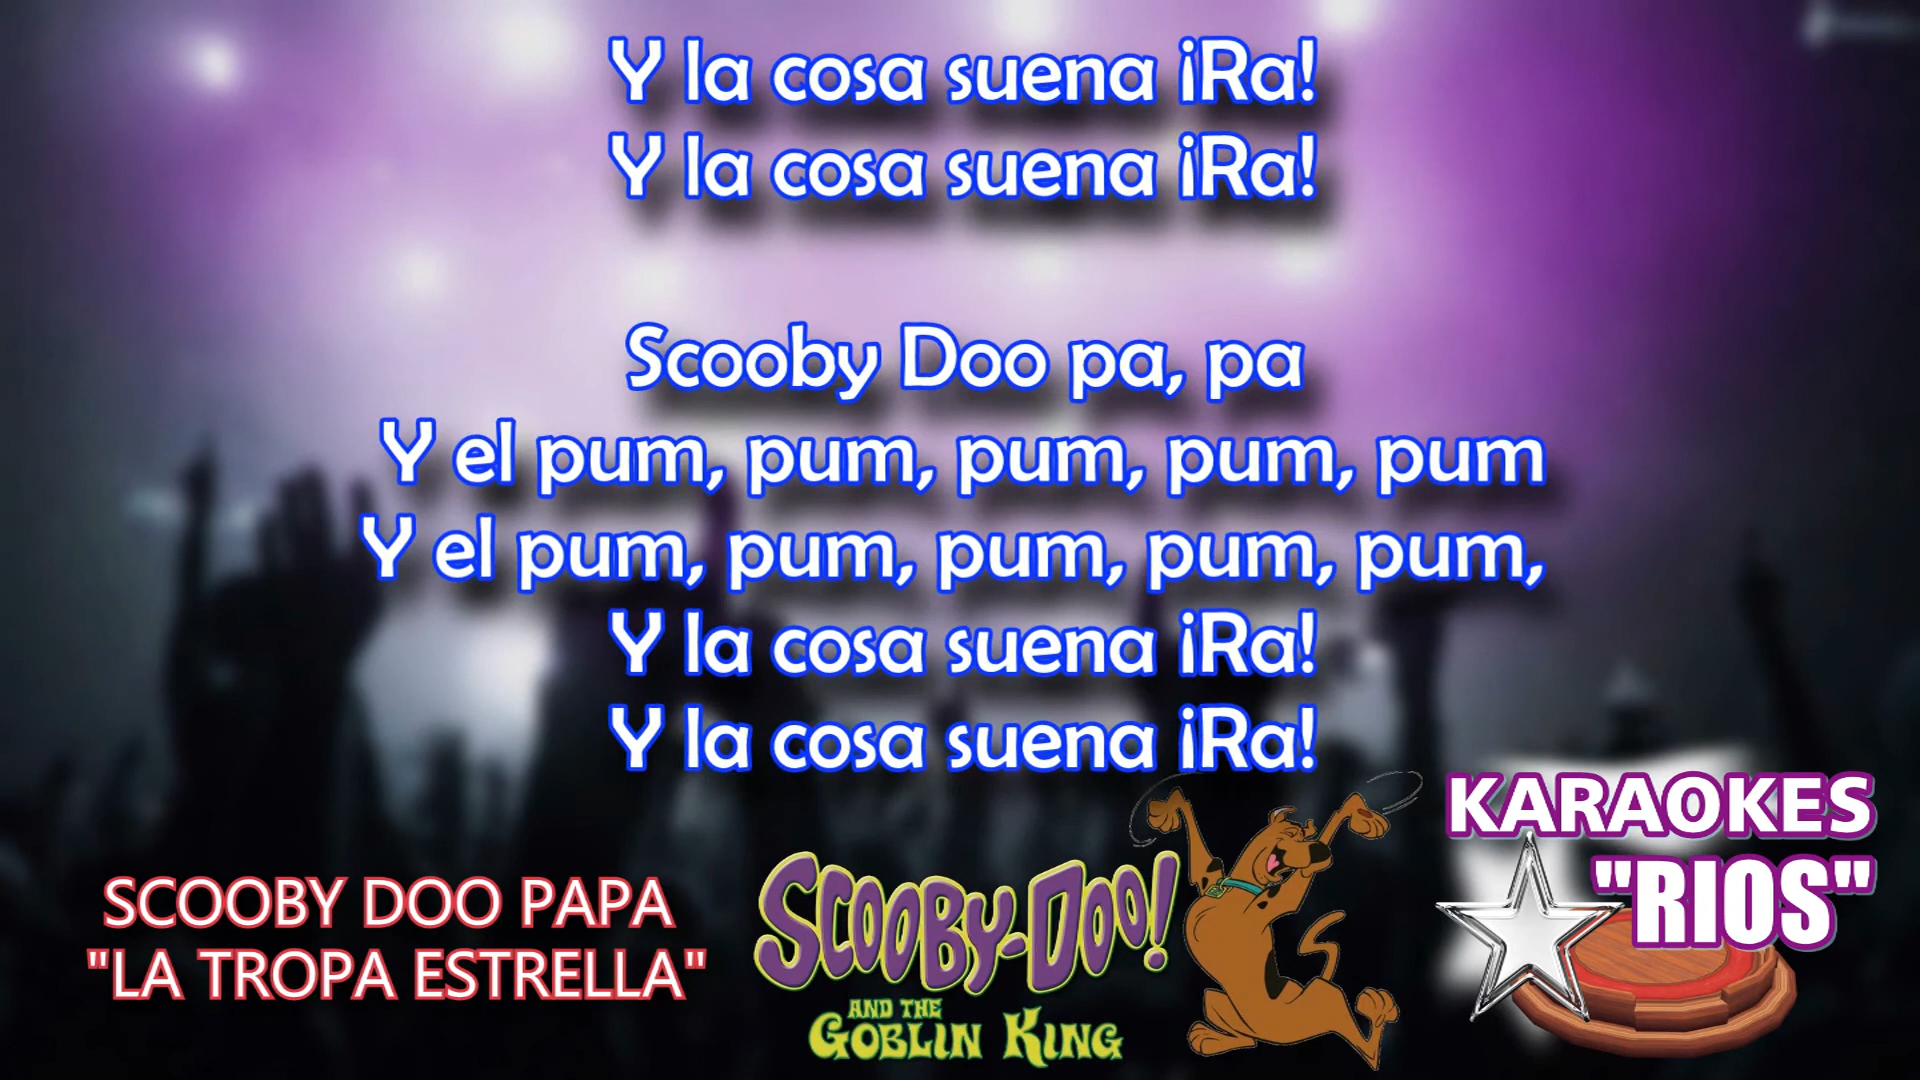 Y la cosa suena ¡Ra!
Y la cosa suena ¡Ra!
Scooby Doo pa, pa
Y el pum, pum, pum, pum, pum
Y el pum, pum, pum, pum, pum,
Y la cosa suena ¡Ra!
Y la cosa suena ¡Ra!
SCOOBY DOO PAPA
"LA TROPA ESTRELLA"
SCOOBY-DOO!
AND THE
GOBLIN KING
KARAOKES
"RIOS"